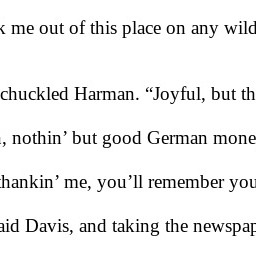 me out of this place on any wild
chuckled Harman. “Joyful, but th
, nothin’ but good German mone
thankin’ me, you’ll remember you
said Davis, and taking the newspap